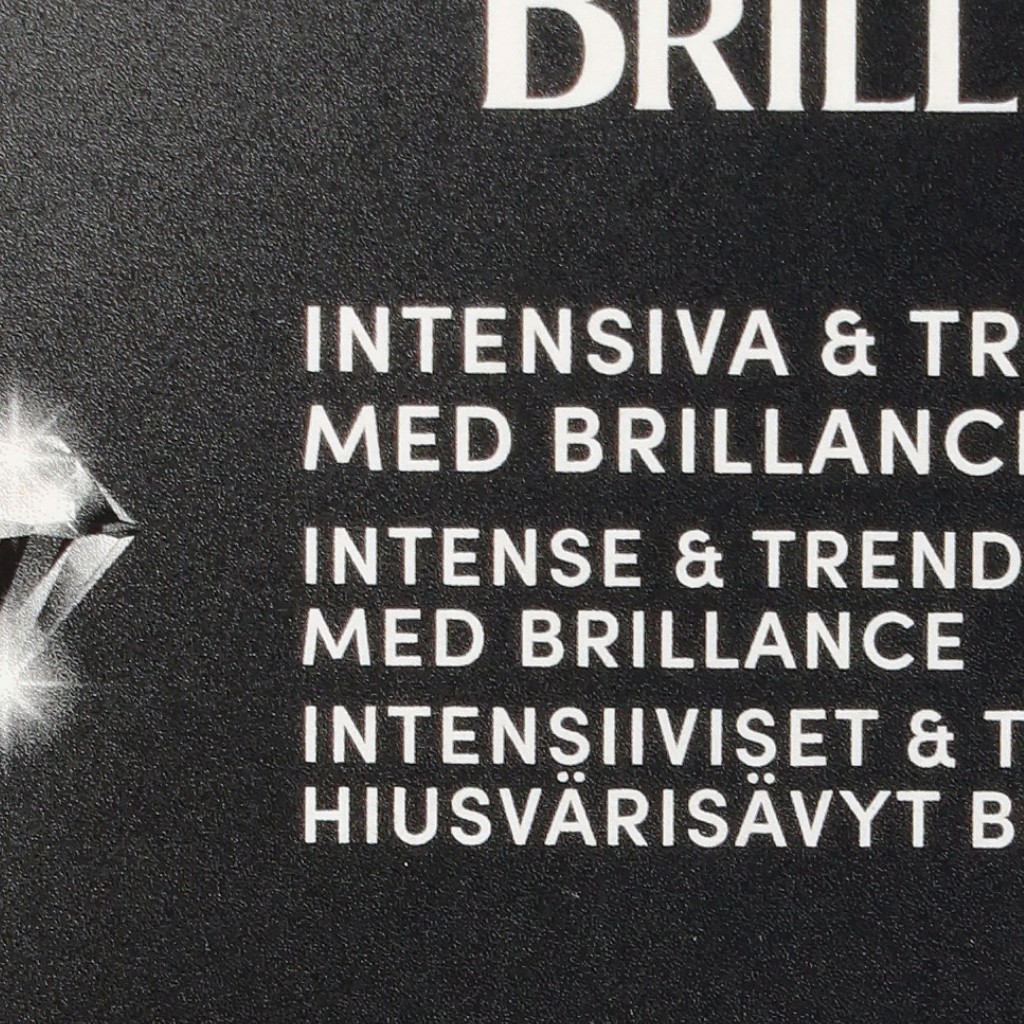 BRILL
INTENSIVA & TR
MED BRILLANC
INTENSE & TREND
MED BRILLANCE
INTENSIIVISET & T
HIUSVÄRISÄVYT B